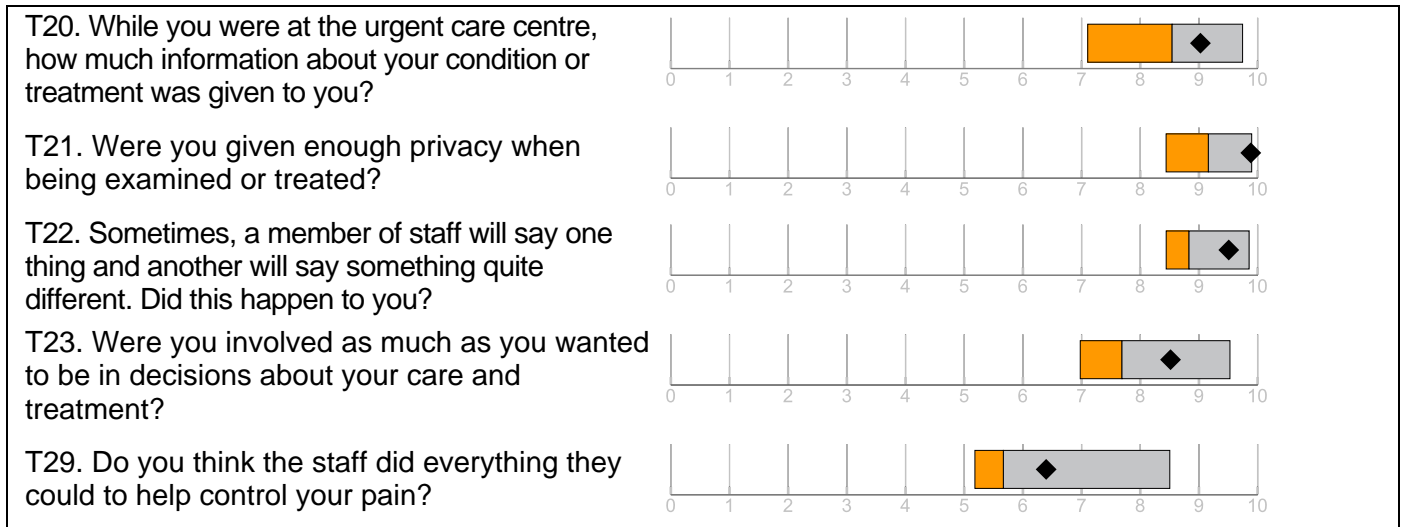 T20. While you were at the urgent care centre,
how much information about your condition or
treatment was given to you?
0 1 2 3 4 5 6 7 8 9 10
T21. Were you given enough privacy when
being examined or treated?
0 1 2 3 4 5 6 7 8 9 10
T22. Sometimes, a member of staff will say one
thing and another will say something quite
different. Did this happen to you?
0 1 2 3 4 5 6 7 8 9 10
T23. Were you involved as much as you wanted
to be in decisions about your care and
treatment?
0 1 2 3 4 5 6 7 8 9 10
T29. Do you think the staff did everything they
could to help control your pain?
0 1 2 3 4 5 6 7 8 9 10